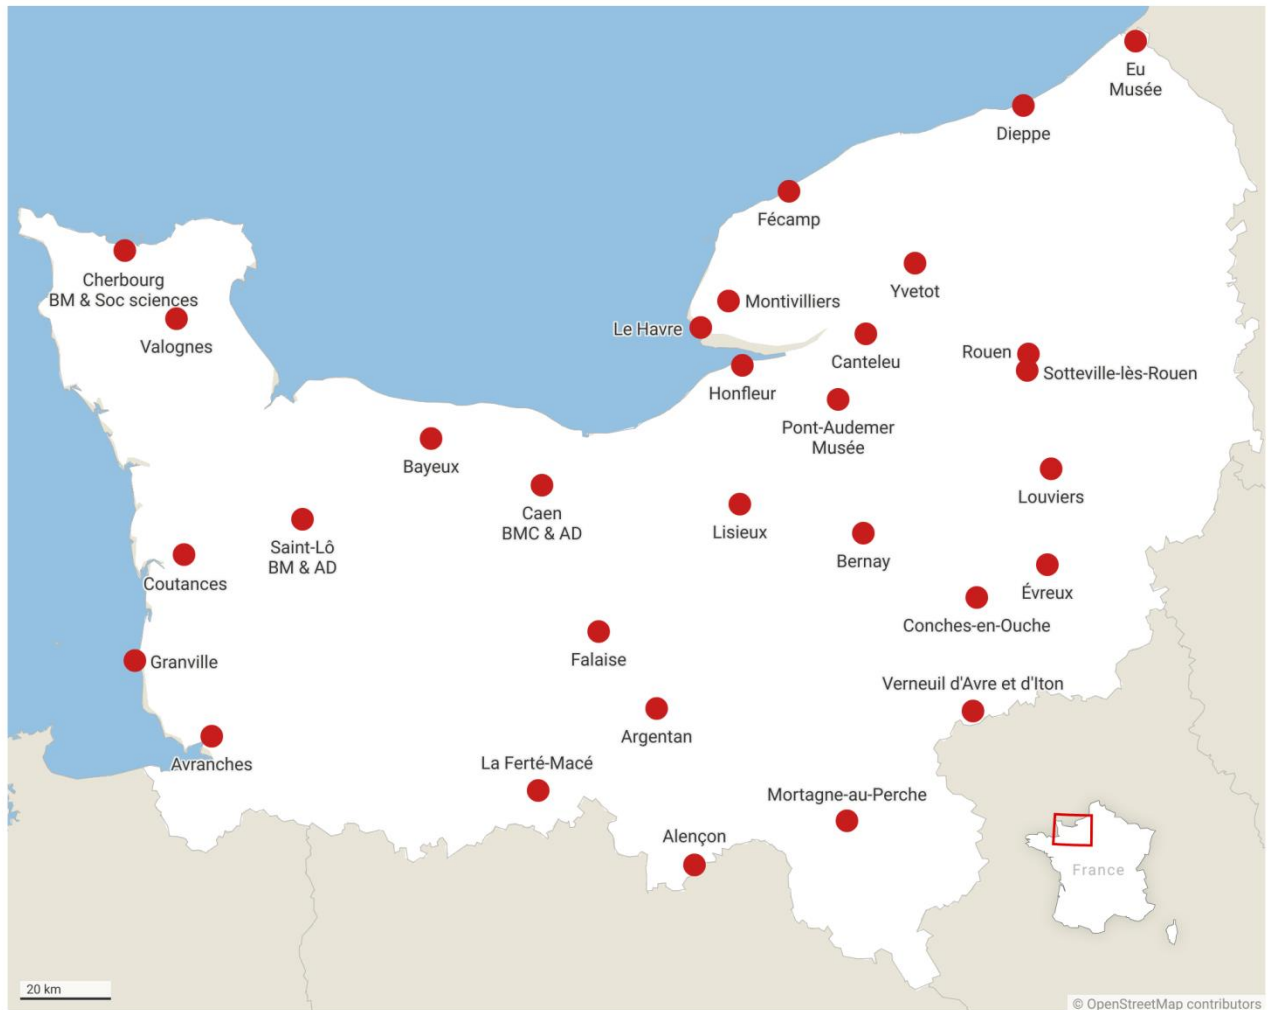 Eu
Musée
Dieppe
Fécamp
Cherbourg
BM & Soc sciences
Yvetot
Montivilliers
Le Havre
Valognes
Canteleu
Rouen
Sotteville-lès-Rouen
Honfleur
Pont-Audemer
Musée
Bayeux
Louviers
Caen
BMC & AD
Lisieux
Saint-Lô
BM & AD
Bernay
Coutances
Évreux
Conches-en-Ouche
Falaise
Granville
Verneuil d'Avre et d'Iton
Argentan
Avranches
La Ferté-Macé
Mortagne-au-Perche
Alençon
France
20 km
© OpenStreetMap contributors